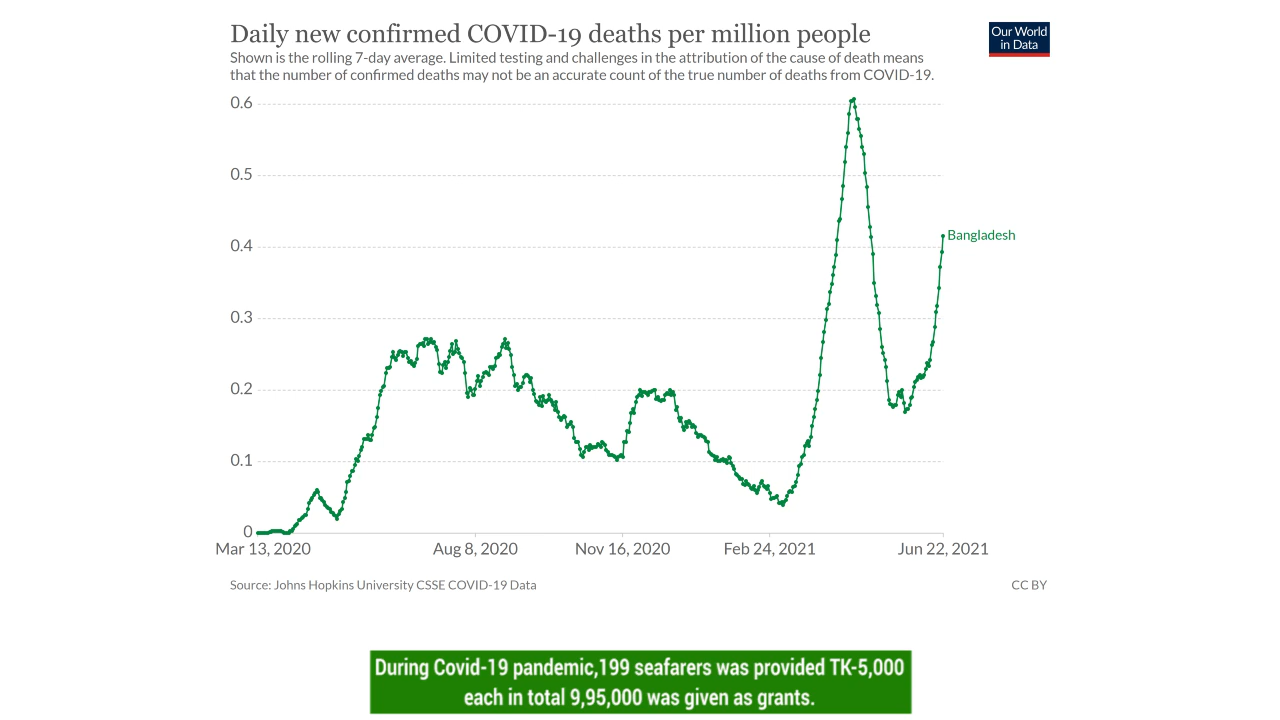 Daily new confirmed COVID-19 deaths per million people
Our World
in Data
Shown is the rolling 7-day average. Limited testing and challenges in the attribution of the cause of death means
that the number of confirmed deaths may not be an accurate count of the true number of deaths from COVID-19.
0.6
0.5
0.4
Bangladesh
0.3
0.2
0.1
0
Mar 13, 2020
Aug 8, 2020
Nov 16, 2020
Feb 24, 2021
Jun 22, 2021
Source: Johns Hopkins University CSSE COVID-19 Data
CC BY
During Covid-19 pandemic,199 seafarers was provided TK-5,000
each in total 9,95,000 was given as grants.